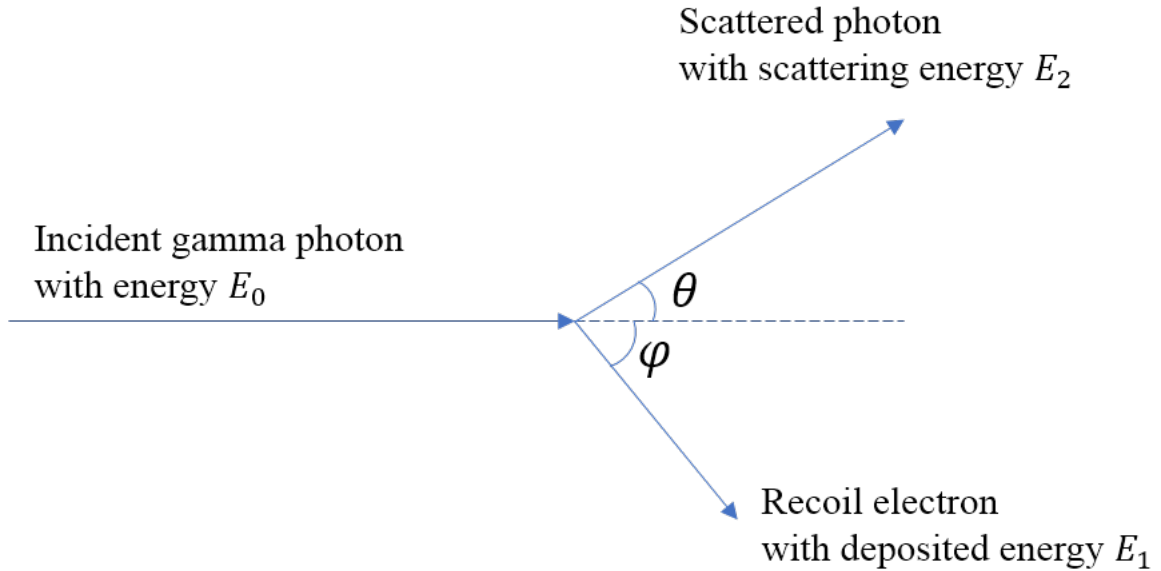 Scattered photon
with scattering energy E₂
Incident gamma photon
with energy E₀
θ
φ
Recoil electron
with deposited energy E₁